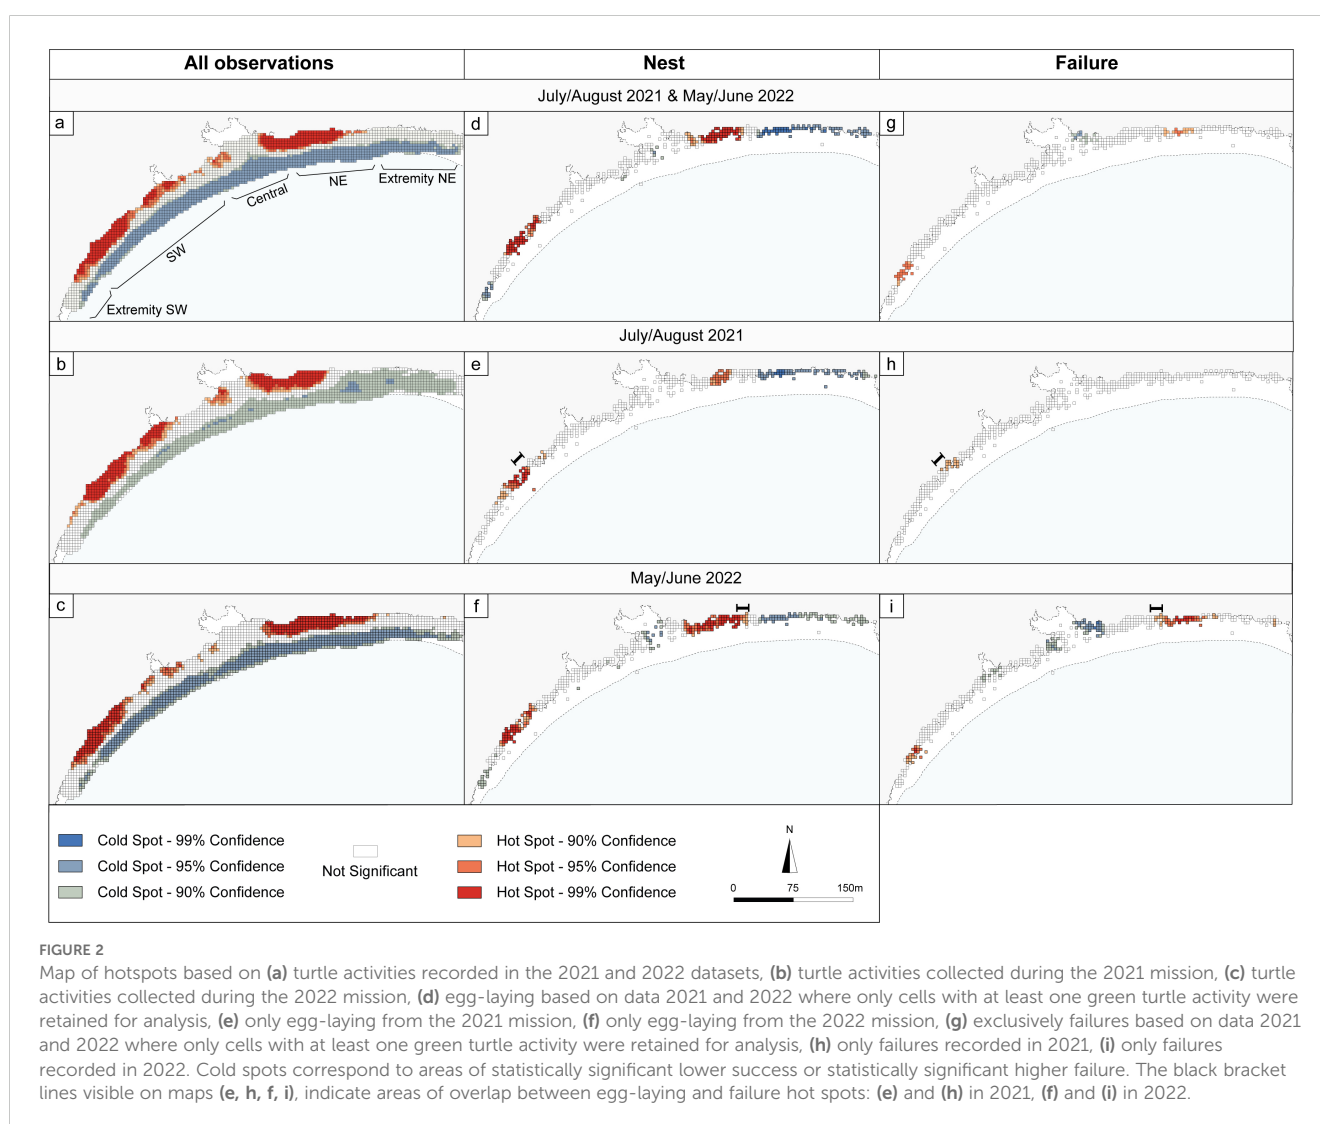 All observations
Nest
Failure
July/August 2021 & May/June 2022
a
d
g
Central
NE
Extremity NE
SW
Extremity SW
July/August 2021
b
e
h
May/June 2022
c
f
i
Cold Spot - 99% Confidence
Cold Spot - 95% Confidence
Cold Spot - 90% Confidence
Not Significant
Hot Spot - 90% Confidence
Hot Spot - 95% Confidence
Hot Spot - 99% Confidence
N
0 75 150m
FIGURE 2
Map of hotspots based on (a) turtle activities recorded in the 2021 and 2022 datasets, (b) turtle activities collected during the 2021 mission, (c) turtle
activities collected during the 2022 mission, (d) egg-laying based on data 2021 and 2022 where only cells with at least one green turtle activity were
retained for analysis, (e) only egg-laying from the 2021 mission, (f) only egg-laying from the 2022 mission, (g) exclusively failures based on data 2021
and 2022 where only cells with at least one green turtle activity were retained for analysis, (h) only failures recorded in 2021, (i) only failures
recorded in 2022. Cold spots correspond to areas of statistically significant lower success or statistically significant higher failure. The black bracket
lines visible on maps (e, h, f, i), indicate areas of overlap between egg-laying and failure hot spots: (e) and (h) in 2021, (f) and (i) in 2022.